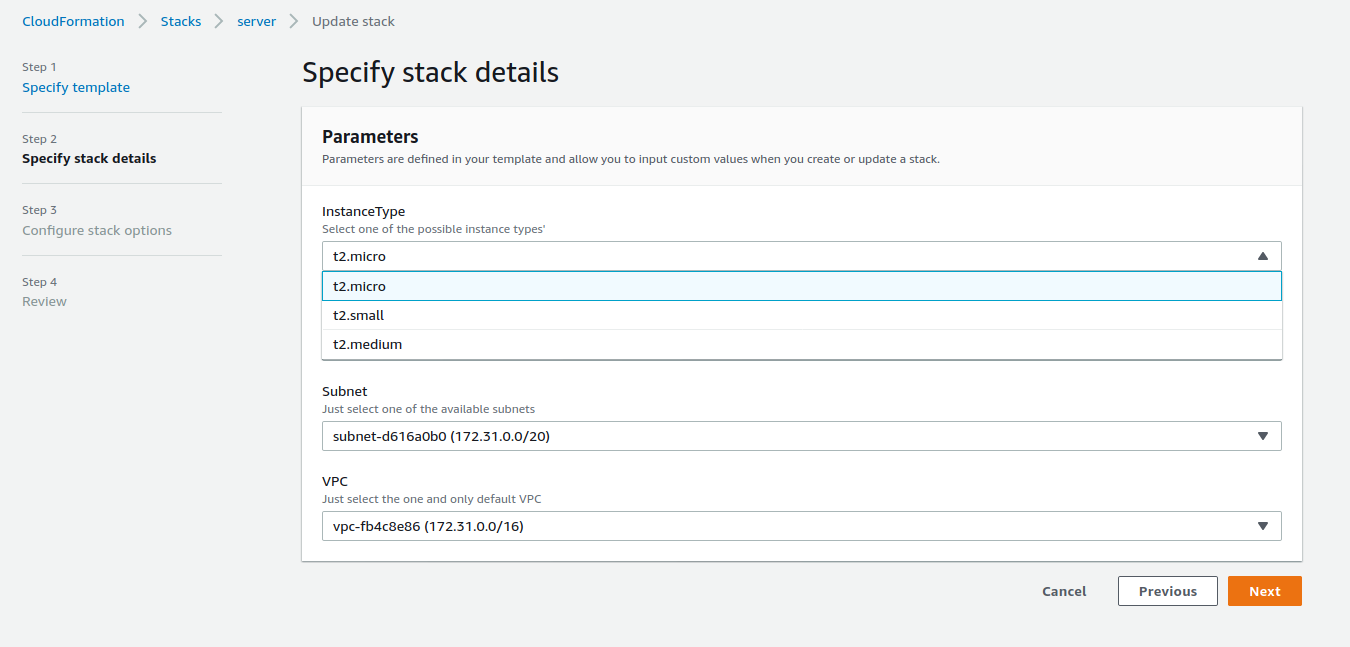 CloudFormation > Stacks > server > Update stack
Step 1
Specify template
Step 2
Specify stack details
Step 3
Configure stack options
Step 4
Review
Specify stack details
Parameters
Parameters are defined in your template and allow you to input custom values when you create or update a stack.
InstanceType
Select one of the possible instance types'
t2.micro
t2.micro
t2.small
t2.medium
Subnet
Just select one of the available subnets
subnet-d616a0b0 (172.31.0.0/20)
VPC
Just select the one and only default VPC
vpc-fb4c8e86 (172.31.0.0/16)
Cancel Previous Next